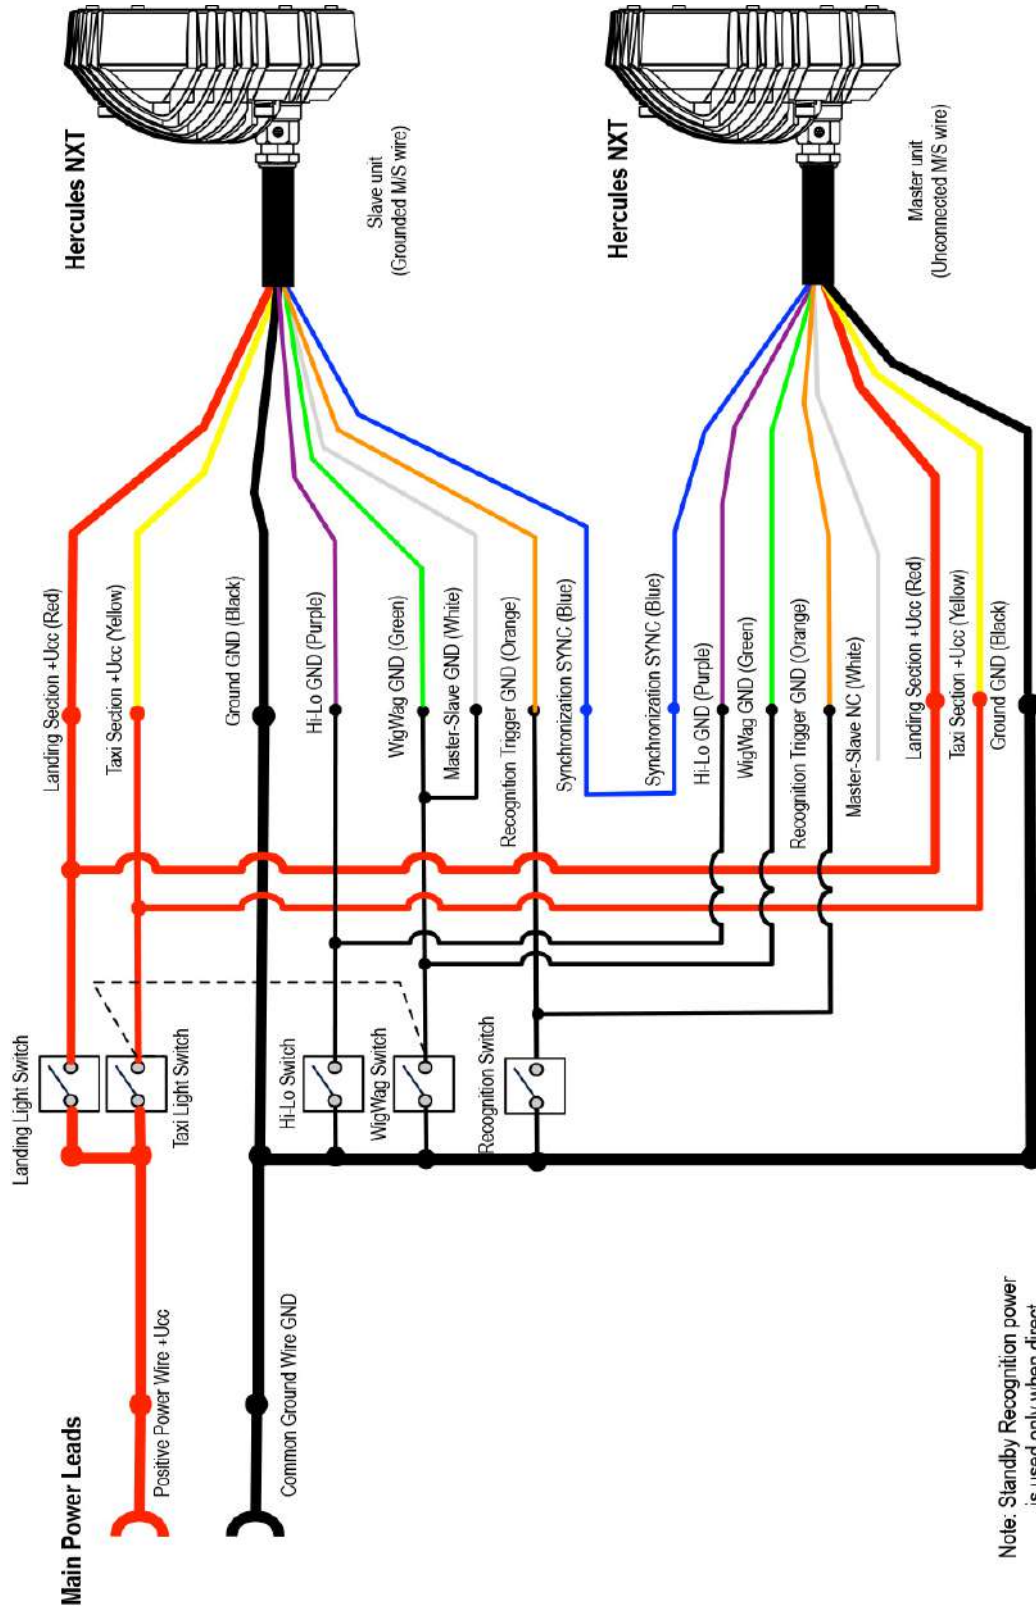 Main Power Leads
Positive Power Wire +Ucc
Common Ground Wire GND
Landing Light Switch
Taxi Light Switch
Hi-Lo Switch
WigWag Switch
Recognition Switch
Landing Section +Ucc (Red)
Taxi Section +Ucc (Yellow)
Ground GND (Black)
Hi-Lo GND (Purple)
WigWag GND (Green)
Master-Slave GND (White)
Recognition Trigger GND (Orange)
Synchronization SYNC (Blue)
Synchronization SYNC (Blue)
Hi-Lo GND (Purple)
WigWag GND (Green)
Recognition Trigger GND (Orange)
Master-Slave NC (White)
Landing Section +Ucc (Red)
Taxi Section +Ucc (Yellow)
Ground GND (Black)
Hercules NXT
Slave unit
(Grounded M/S wire)
Hercules NXT
Master unit
(Unconnected M/S wire)
Note: Standby Recognition power
is used only when direct